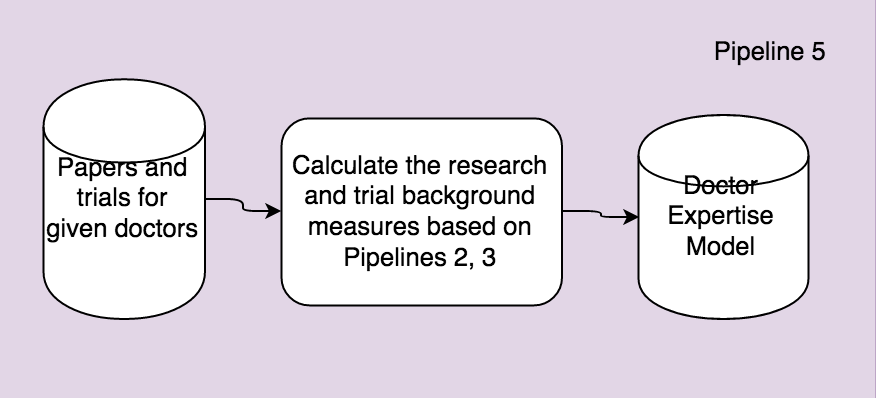 Pipeline 5
Papers and
trials for
given doctors
Calculate the research
and trial background
measures based on
Pipelines 2, 3
Doctor
Expertise
Model